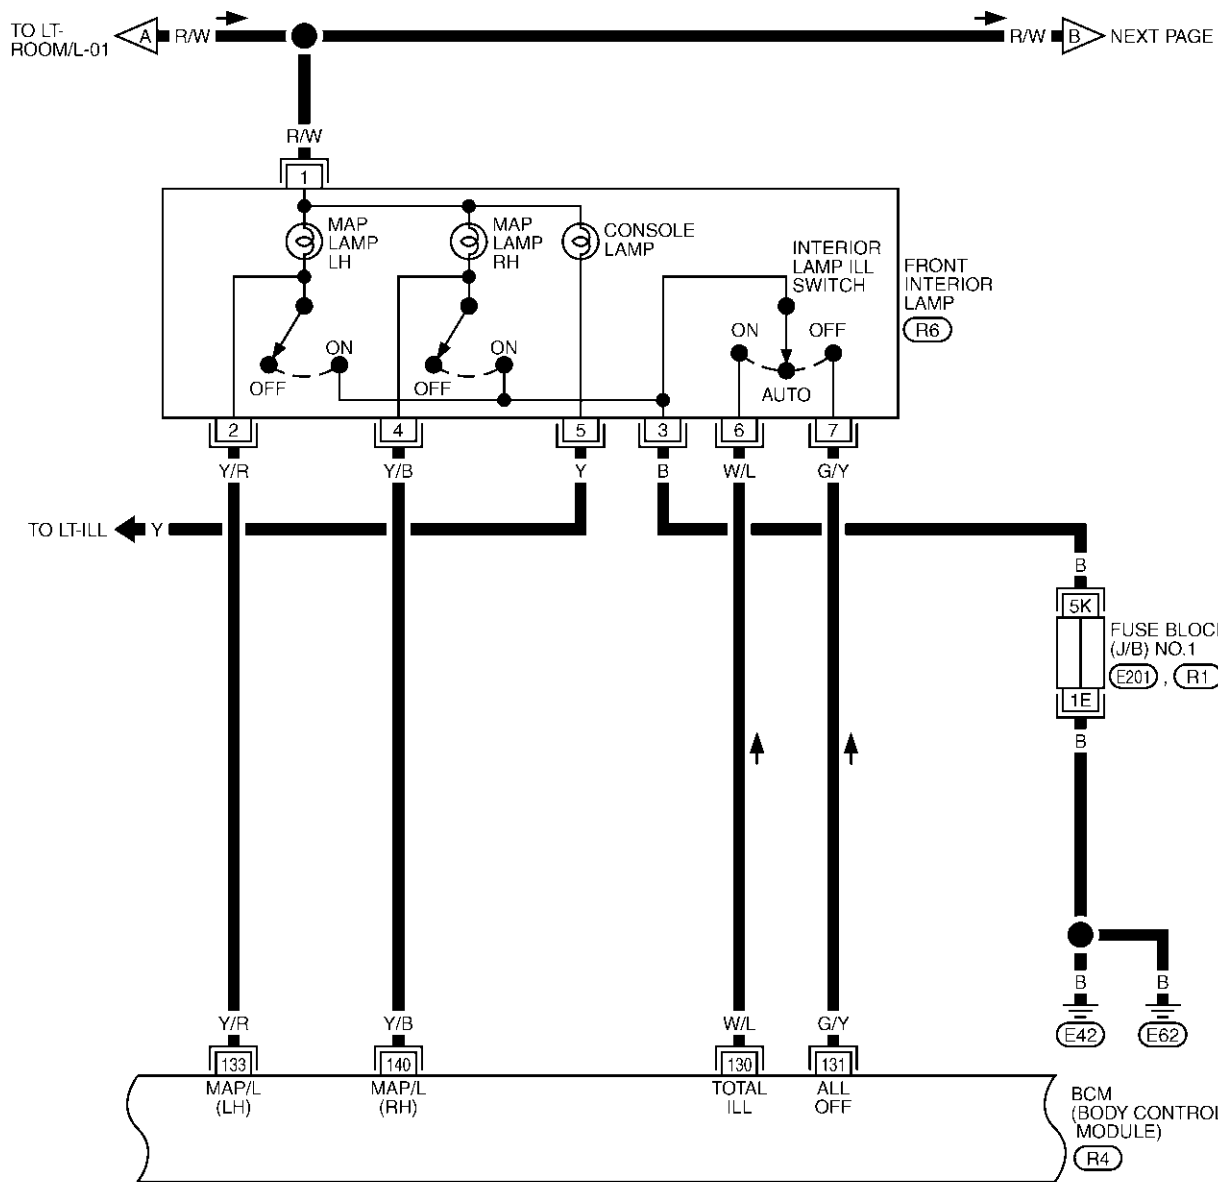 TO LT-
ROOM/L-01
A
R/W
R/W
B
NEXT PAGE
R/W
1
MAP
LAMP
LH
MAP
LAMP
RH
CONSOLE
LAMP
INTERIOR
LAMP ILL
SWITCH
FRONT
INTERIOR
LAMP
R6
ON
OFF
ON
OFF
ON
OFF
AUTO
2
4
5
3
6
7
Y/R
Y/B
Y
B
W/L
G/Y
TO LT-ILL
Y
B
5K
FUSE BLOC
(J/B) NO.1
E201 , R1
1E
B
B
B
E42
E62
Y/R
Y/B
W/L
G/Y
133
140
130
131
MAP/L
(LH)
MAP/L
(RH)
TOTAL
ILL
ALL
OFF
BCM
(BODY CONTROL
MODULE)
R4